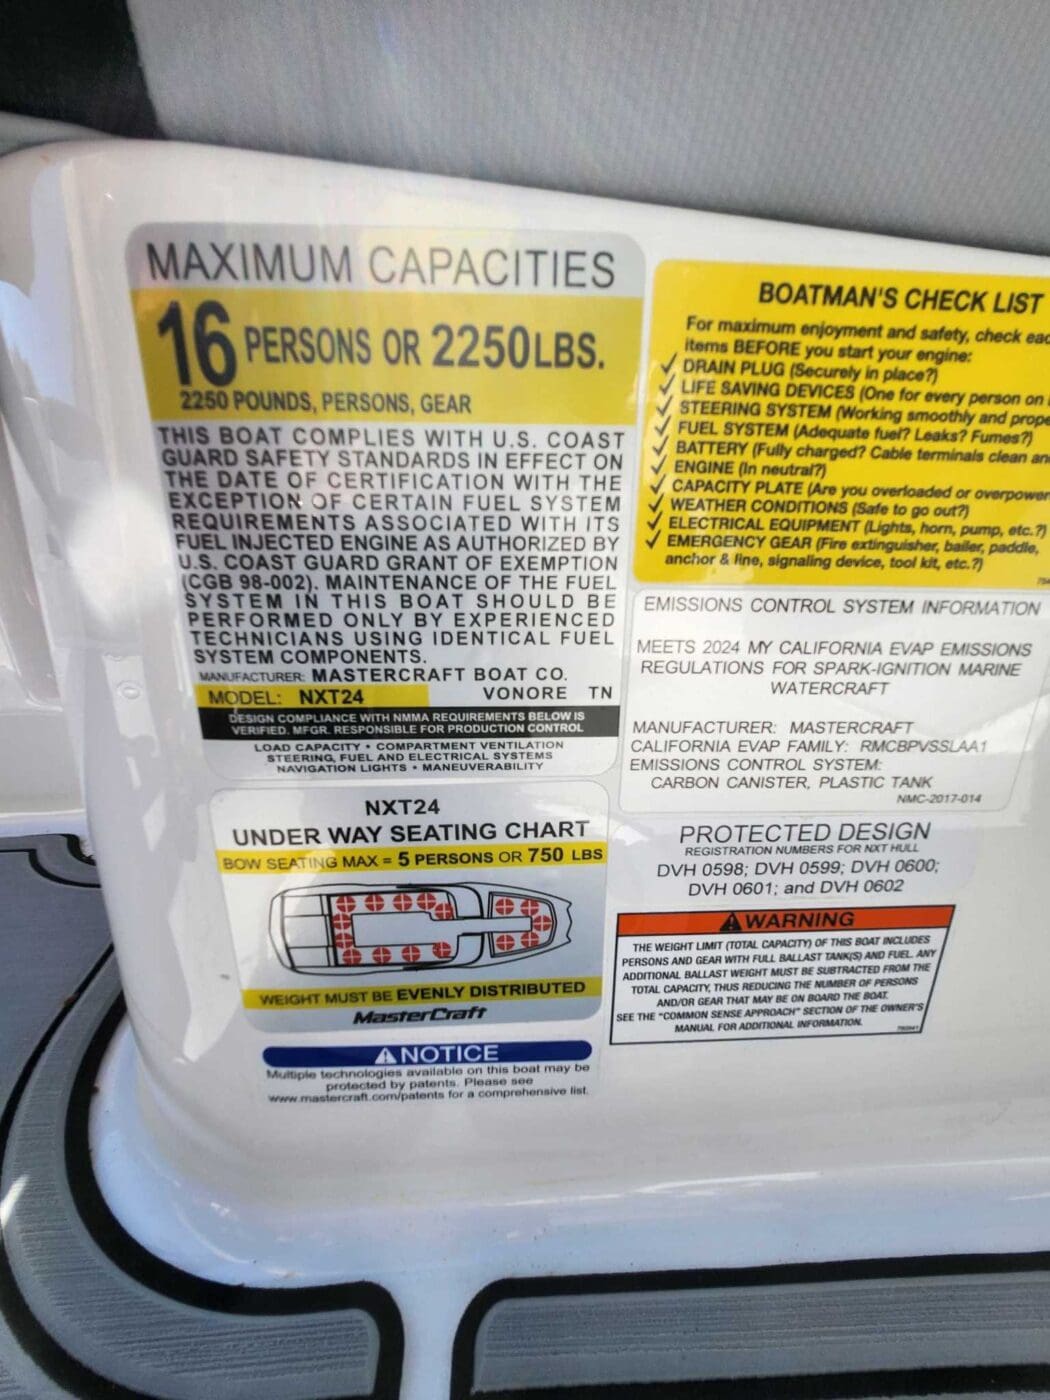 MAXIMUM CAPACITIES
16 PERSONS OR 2250LBS.
2250 POUNDS, PERSONS, GEAR
THIS BOAT COMPLIES WITH U.S. COAST
GUARD SAFETY STANDARDS IN EFFECT ON
THE DATE OF CERTIFICATION WITH THE
EXCEPTION OF CERTAIN FUEL SYSTEM
REQUIREMENTS ASSOCIATED WITH ITS
FUEL INJECTED ENGINE AS AUTHORIZED BY
U.S. COAST GUARD GRANT OF EXEMPTION
(CGB 98-002). MAINTENANCE OF THE FUEL
SYSTEM IN THIS BOAT SHOULD BE
PERFORMED ONLY BY EXPERIENCED
TECHNICIANS USING IDENTICAL FUEL
SYSTEM COMPONENTS.
MANUFACTURER: MASTERCRAFT BOAT CO.
MODEL: NXT24 VONORE TN
DESIGN COMPLIANCE WITH NMMA REQUIREMENTS BELOW IS
VERIFIED. MFGR. RESPONSIBLE FOR PRODUCTION CONTROL
LOAD CAPACITY • COMPARTMENT VENTILATION
STEERING, FUEL AND ELECTRICAL SYSTEMS
NAVIGATION LIGHTS • MANEUVERABILITY
NXT24
UNDER WAY SEATING CHART
BOW SEATING MAX = 5 PERSONS OR 750 LBS
WEIGHT MUST BE EVENLY DISTRIBUTED
MasterCraft
NOTICE
Multiple technologies available on this boat may be
protected by patents. Please see
www.mastercraft.com/patents for a comprehensive list.
BOATMAN'S CHECK LIST
For maximum enjoyment and safety, check eac
items BEFORE you start your engine:
✓ DRAIN PLUG (Securely in place?)
✓ LIFE SAVING DEVICES (One for every person on
✓ STEERING SYSTEM (Working smoothly and prope
✓ FUEL SYSTEM (Adequate fuel? Leaks? Fumes?)
✓ BATTERY (Fully charged? Cable terminals clean an
✓ ENGINE (In neutral?)
✓ CAPACITY PLATE (Are you overloaded or overpower
✓ WEATHER CONDITIONS (Safe to go out?)
✓ ELECTRICAL EQUIPMENT (Lights, horn, pump, etc.?)
✓ EMERGENCY GEAR (Fire extinguisher, bailer, paddle,
anchor & line, signaling device, tool kit, etc.?)
EMISSIONS CONTROL SYSTEM INFORMATION
MEETS 2024 MY CALIFORNIA EVAP EMISSIONS
REGULATIONS FOR SPARK-IGNITION MARINE
WATERCRAFT
MANUFACTURER: MASTERCRAFT
CALIFORNIA EVAP FAMILY: RMCBPVSSLAA1
EMISSIONS CONTROL SYSTEM:
CARBON CANISTER, PLASTIC TANK
NMC-2017-014
PROTECTED DESIGN
REGISTRATION NUMBERS FOR NXT HULL
DVH 0598; DVH 0599; DVH 0600;
DVH 0601; and DVH 0602
WARNING
THE WEIGHT LIMIT (TOTAL CAPACITY) OF THIS BOAT INCLUDES
PERSONS AND GEAR WITH FULL BALLAST TANK(S) AND FUEL. ANY
ADDITIONAL BALLAST WEIGHT MUST BE SUBTRACTED FROM THE
TOTAL CAPACITY, THUS REDUCING THE NUMBER OF PERSONS
AND/OR GEAR THAT MAY BE ON BOARD THE BOAT.
SEE THE "COMMON SENSE APPROACH" SECTION OF THE OWNER'S
MANUAL FOR ADDITIONAL INFORMATION.